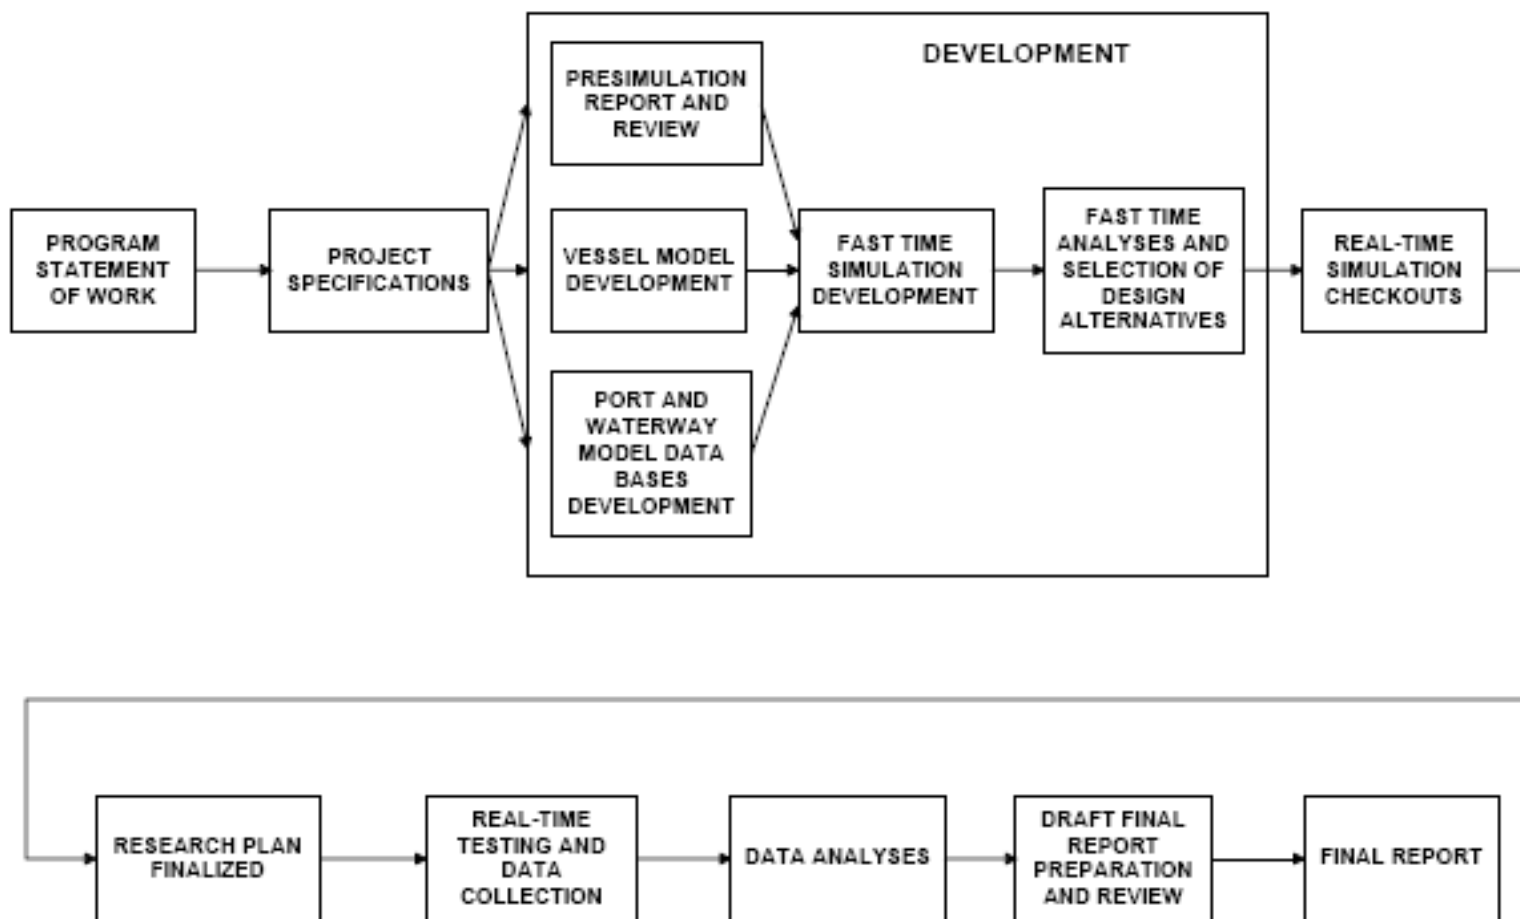 DEVELOPMENT
PRESIMULATION
REPORT AND
REVIEW
PROGRAM
STATEMENT
OF WORK
PROJECT
SPECIFICATIONS
VESSEL MODEL
DEVELOPMENT
PORT AND
WATERWAY
MODEL DATA
BASES
DEVELOPMENT
FAST TIME
SIMULATION
DEVELOPMENT
FAST TIME
ANALYSES AND
SELECTION OF
DESIGN
ALTERNATIVES
REAL-TIME
SIMULATION
CHECKOUTS
RESEARCH PLAN
FINALIZED
REAL-TIME
TESTING AND
DATA
COLLECTION
DATA ANALYSES
DRAFT FINAL
REPORT
PREPARATION
AND REVIEW
FINAL REPORT